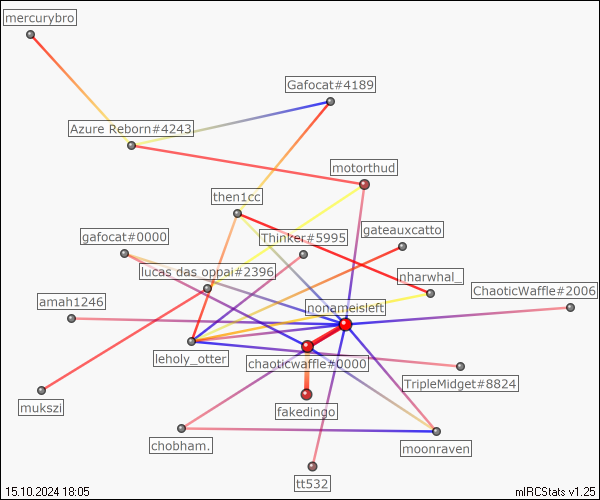 mercurybro
Gafocat#4189
Azure Reborn#4243
motorthud
then1cc
gateauxcatto
gafocat#0000
Thinker#5995
lucas das oppai#2396
nharwhal_
ChaoticWaffle#2006
amah1246
nonameisleft
leholy_otter
chaoticwaffle#0000
TripleMidget#8824
mukszi
fakedingo
chobham.
moonraven
tt532
15.10.2024 18:05
mIRCStats v1.25